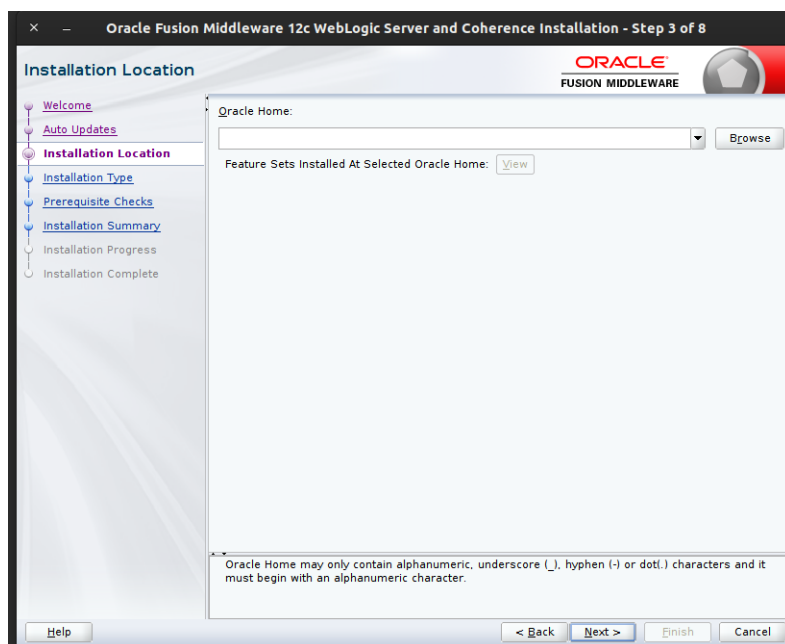 Oracle Fusion Middleware 12c WebLogic Server and Coherence Installation - Step 3 of 8
Installation Location
ORACLE
FUSION MIDDLEWARE
Welcome
Auto Updates
Installation Location
Installation Type
Prerequisite Checks
Installation Summary
Installation Progress
Installation Complete
Oracle Home:
Browse
Feature Sets Installed At Selected Oracle Home: View
Oracle Home may only contain alphanumeric, underscore (_), hyphen (-) or dot(.) characters and it
must begin with an alphanumeric character.
Help
< Back
Next >
Finish
Cancel